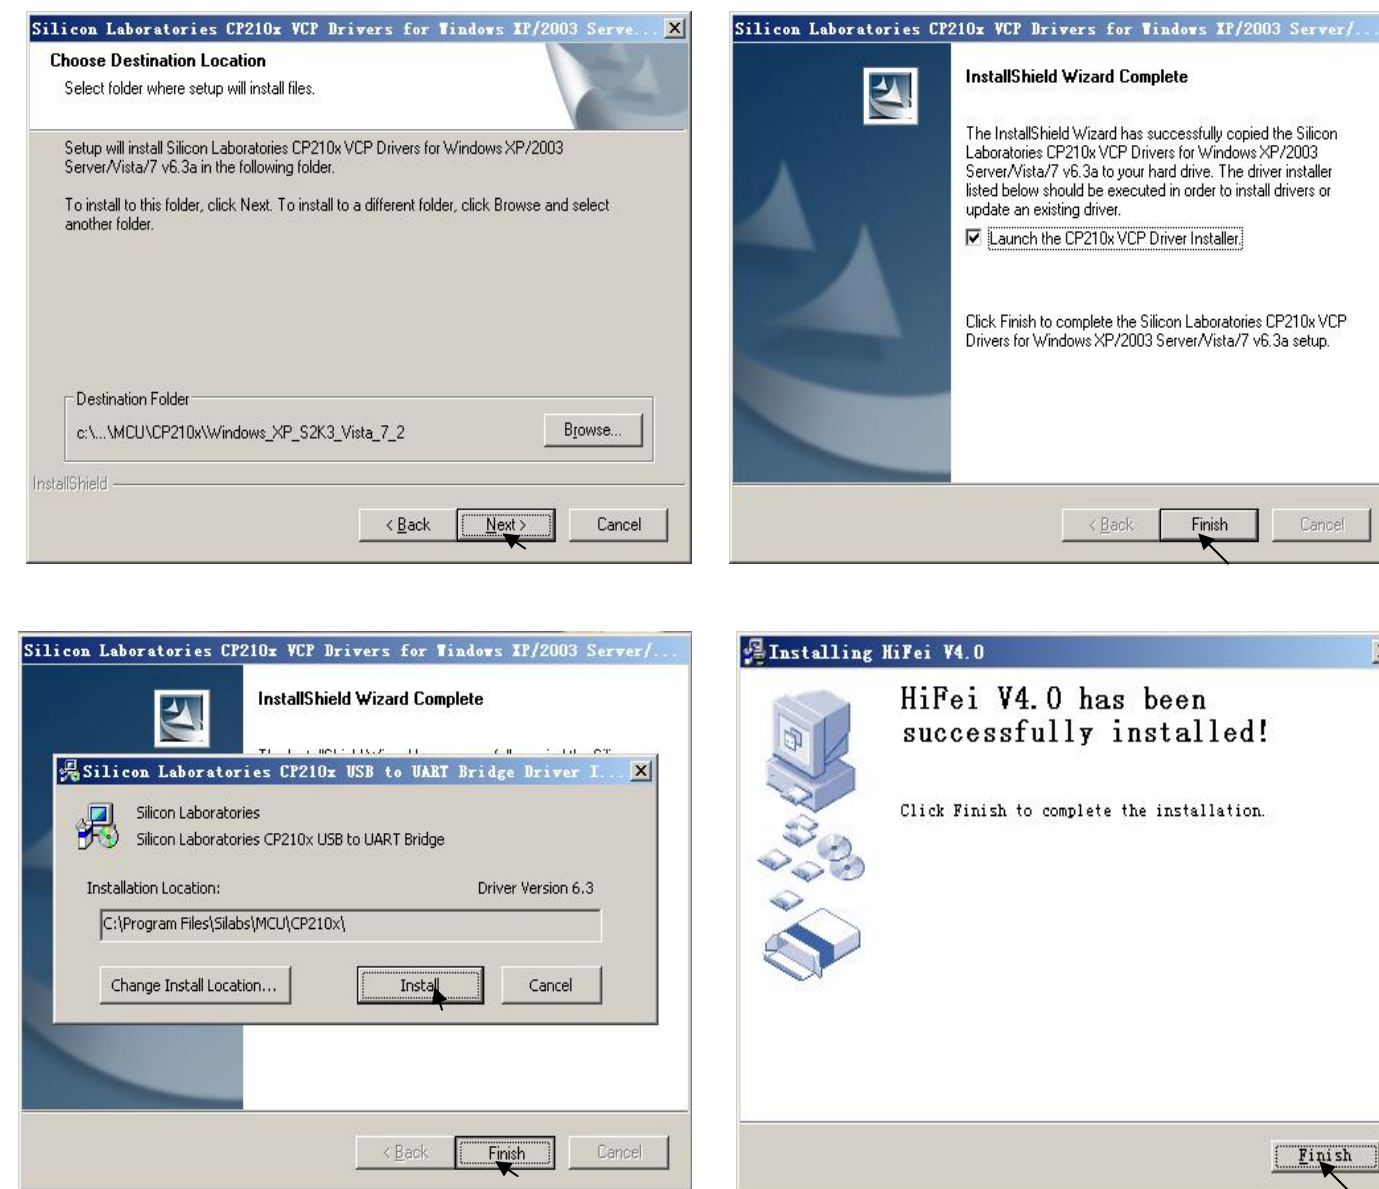 Silicon Laboratories CP210x VCP Drivers for Windows XP/2003 Serve...
Choose Destination Location
Select folder where setup will install files.
Setup will install Silicon Laboratories CP210x VCP Drivers for Windows XP/2003
Server/Vista/7 v6.3a in the following folder.
To install to this folder, click Next. To install to a different folder, click Browse and select
another folder.
Destination Folder
c:\...\MCU\CP210x\Windows_XP_S2K3_Vista_7_2
Browse...
InstallShield
< Back
Next >
Cancel
Silicon Laboratories CP210x VCP Drivers for Windows XP/2003 Server/...
InstallShield Wizard Complete
The InstallShield Wizard has successfully copied the Silicon
Laboratories CP210x VCP Drivers for Windows XP/2003
Server/Vista/7 v6.3a to your hard drive. The driver installer
listed below should be executed in order to install drivers or
update an existing driver.
Launch the CP210x VCP Driver Installer.
Click Finish to complete the Silicon Laboratories CP210x VCP
Drivers for Windows XP/2003 Server/Vista/7 v6.3a setup.
< Back
Finish
Cancel
Silicon Laboratories CP210x VCP Drivers for Windows XP/2003 Server/...
InstallShield Wizard Complete
Silicon Laboratories CP210x USB to UART Bridge Driver I...
Silicon Laboratories
Silicon Laboratories CP210x USB to UART Bridge
Installation Location:
Driver Version 6.3
C:\Program Files\Silabs\MCU\CP210x\
Change Install Location...
Install
Cancel
< Back
Finish
Cancel
Installing HiFei V4.0
HiFei V4.0 has been
successfully installed!
Click Finish to complete the installation.
Finish